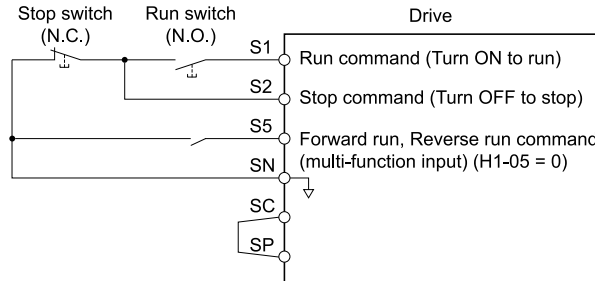 Stop switch
(N.C.)
Run switch
(N.O.)
Drive
S1
Run command (Turn ON to run)
S2
Stop command (Turn OFF to stop)
S5
Forward run, Reverse run command
(multi-function input) (H1-05 = 0)
SN
SC
SP